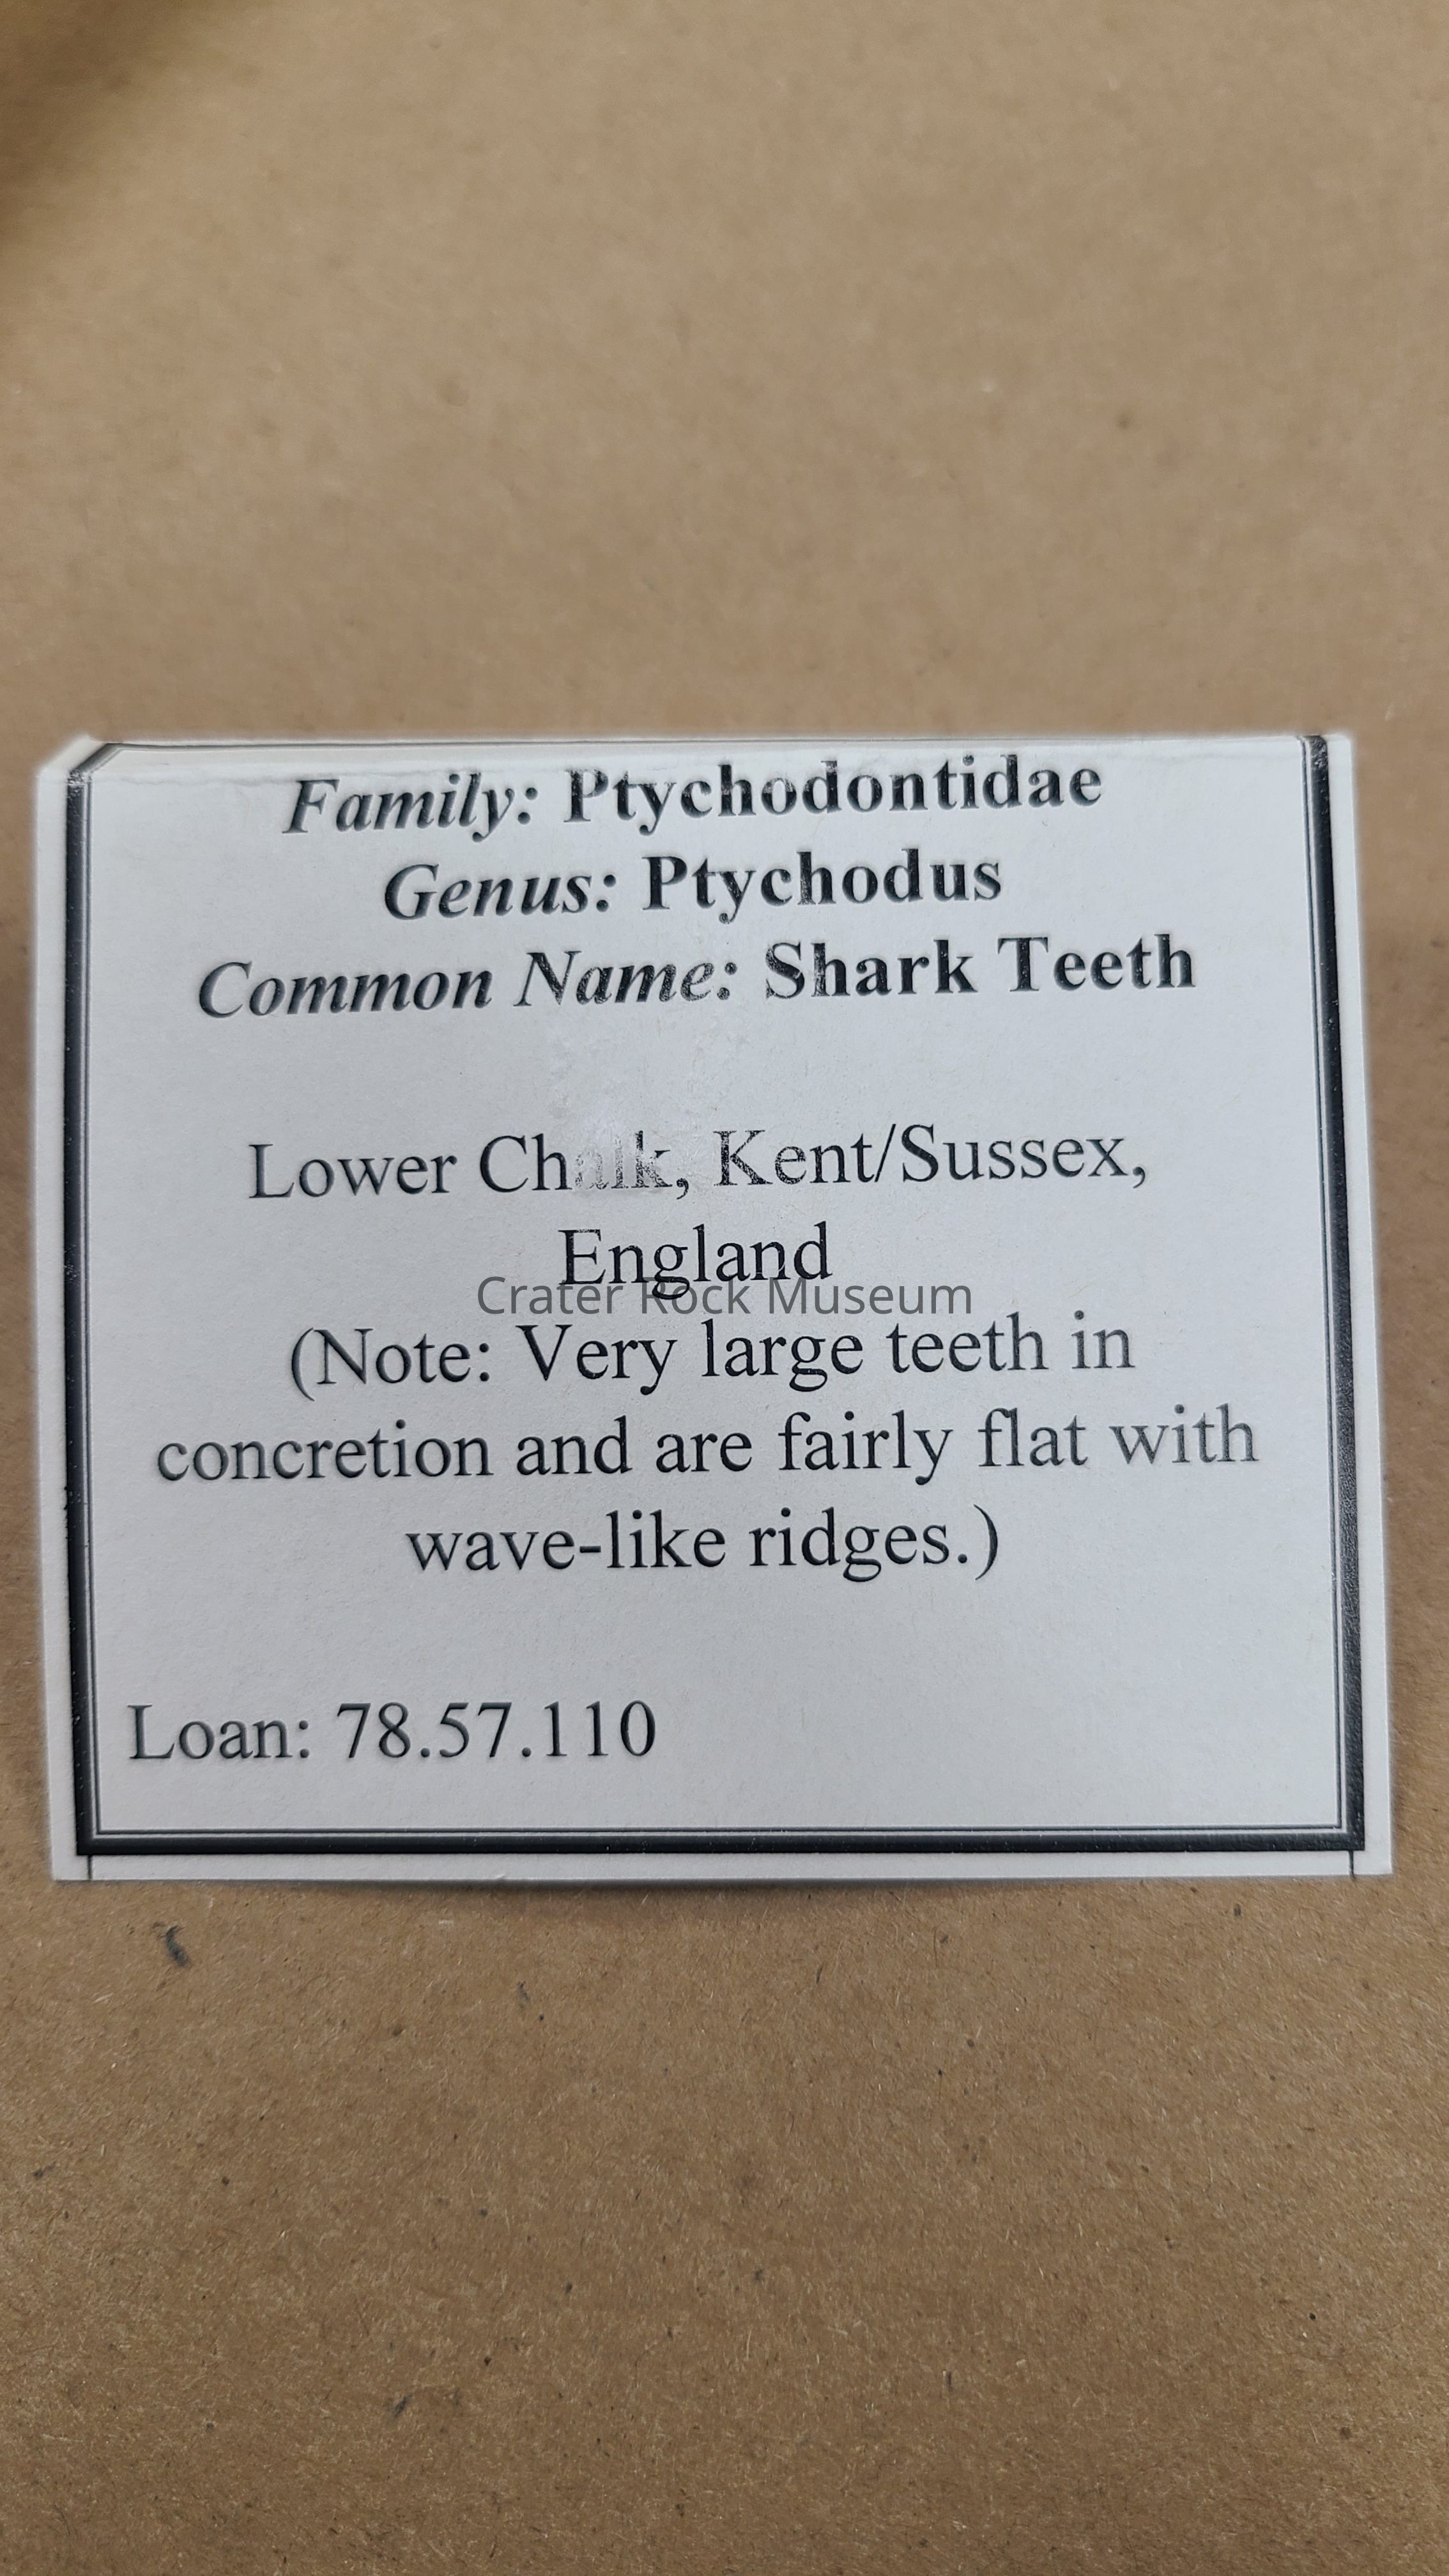 Family: Ptychodontidae
Genus: Ptychodus
Common Name: Shark Teeth
Lower Chalk, Kent/Sussex,
England
Crater Rock Museum
(Note: Very large teeth in
concretion and are fairly flat with
wave-like ridges.)
Loan: 78.57.110